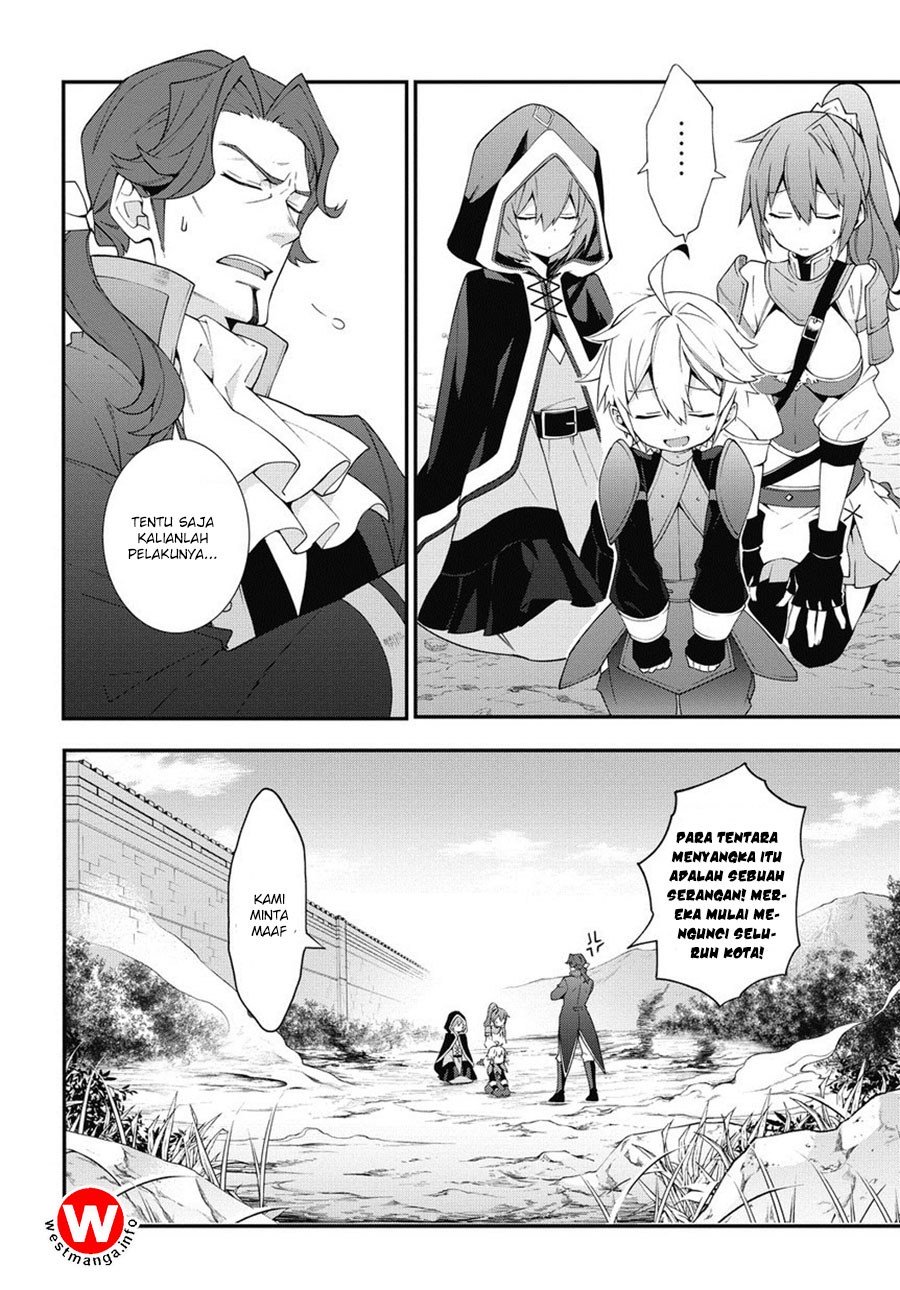 ......
TENTU SAJA
KALIANLAH
PELAKUNYA...
PARA TENTARA
MENYANGKA ITU
ADALAH SEBUAH
SERANGAN! MER-
EKA MULAI ME-
NGUNCI SELU-
RUH KOTA!
KAMI
MINTA
MAAF
W
westmanga.info